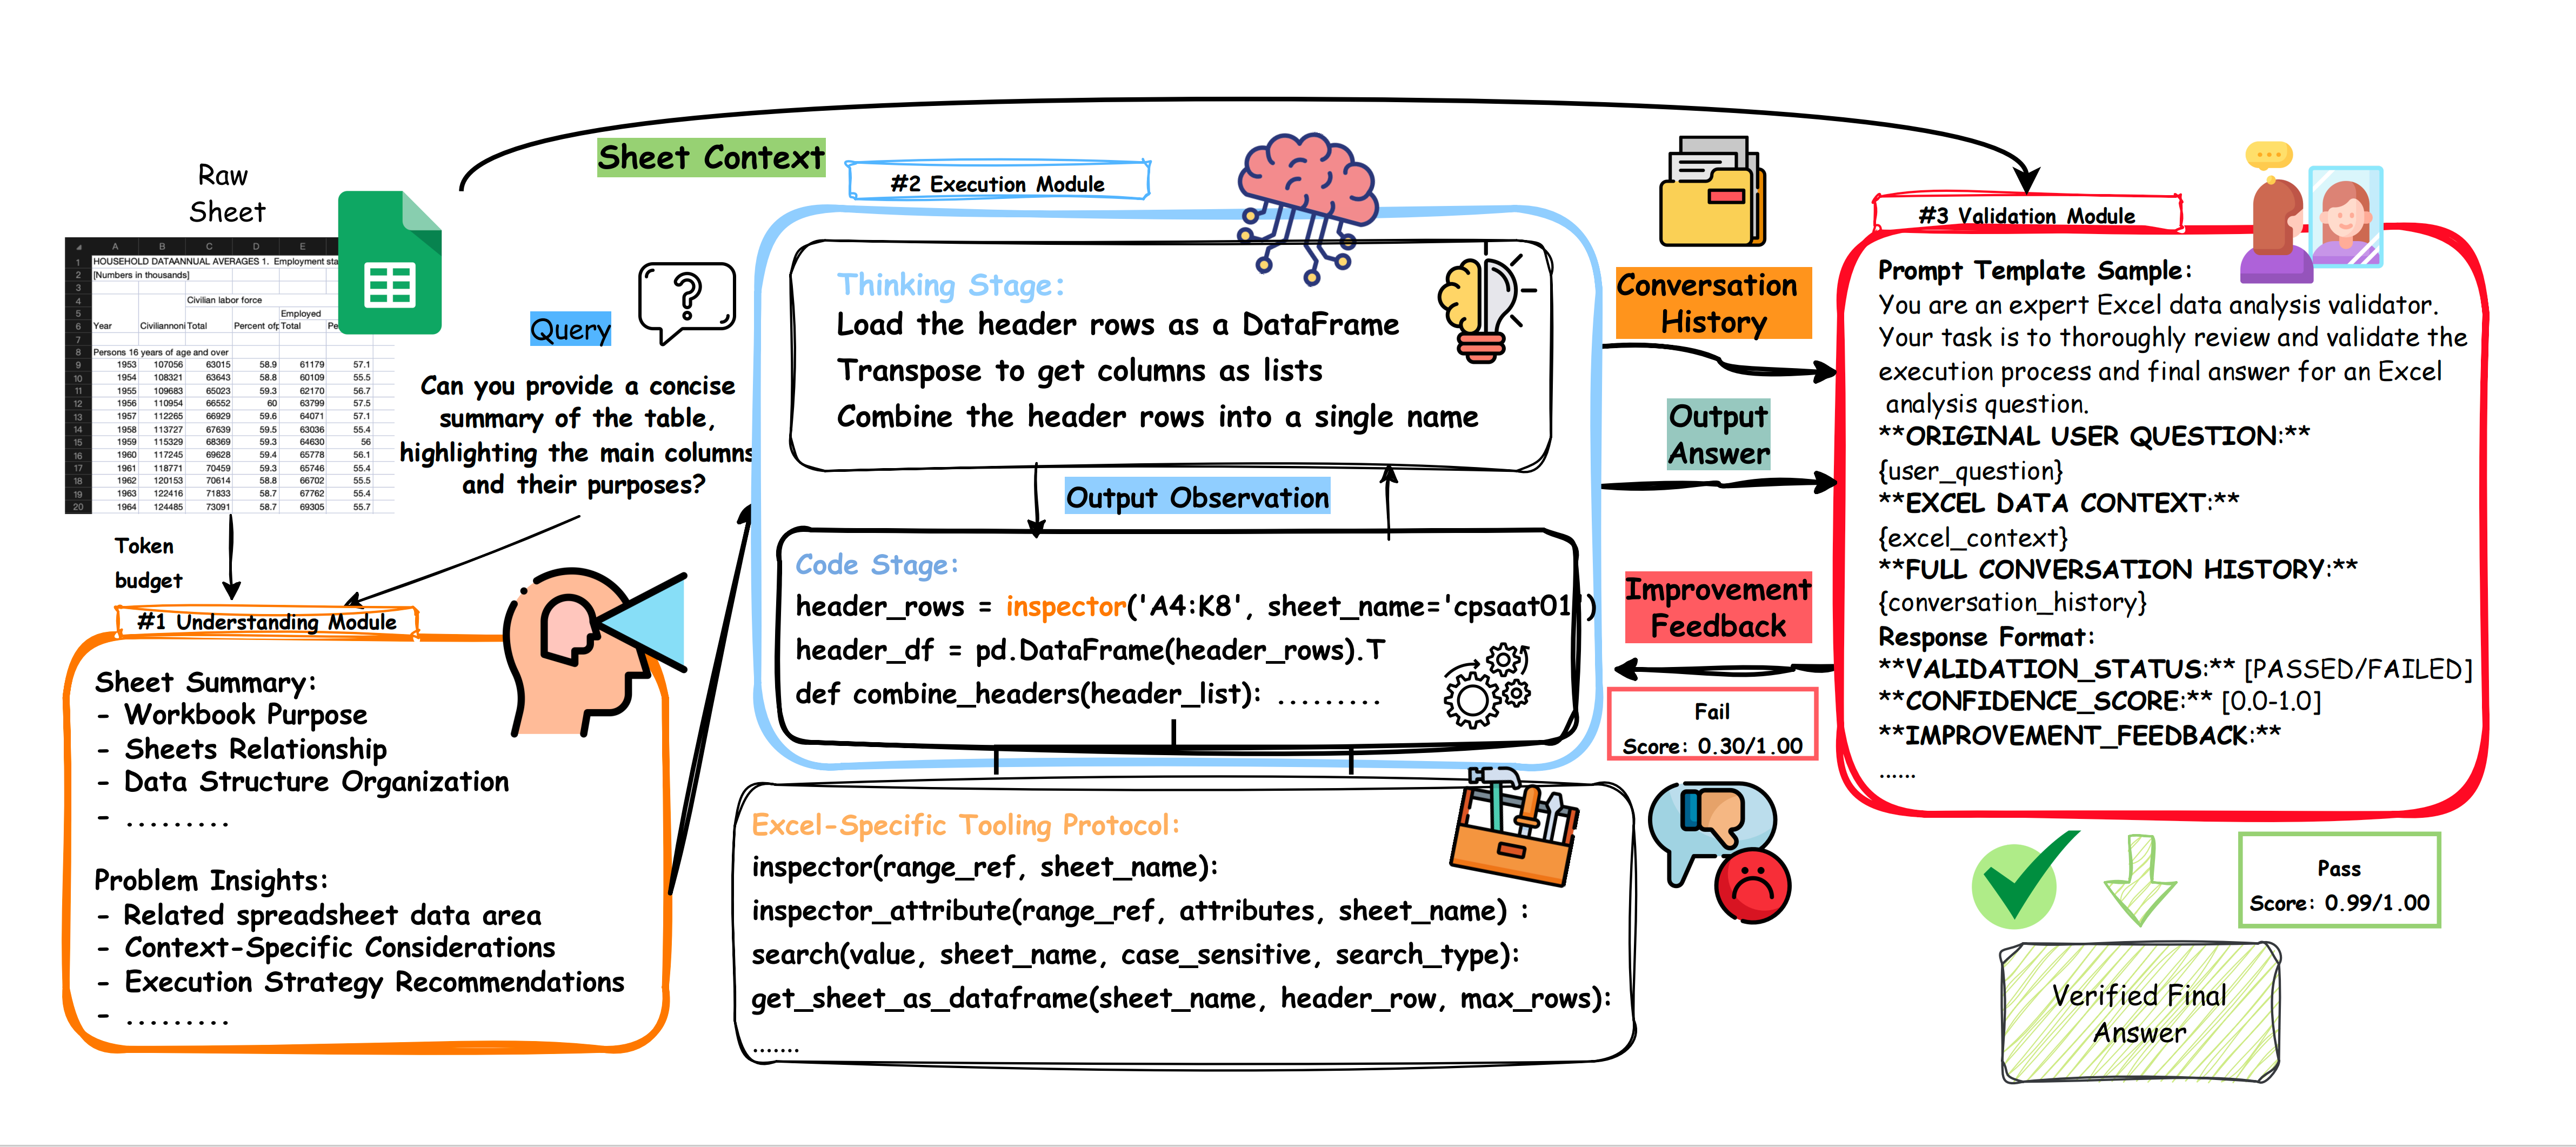 Raw
Sheet
A B C D E
1 HOUSEHOLD DATAANNUAL AVERAGES 1. Employment sta
2 [Numbers in thousands]
3
4 Civilian labor force
5 Employed
6 Year Civiliannoni Total Percent of p Total Pe
7
8 Persons 16 years of age and over
9 1953 107056 63015 58.9 61179 57.1
10 1954 108321 63643 58.8 60109 55.5
11 1955 109683 65023 59.3 62170 56.7
12 1956 110954 66552 60 63799 57.5
13 1957 112265 66929 59.6 64071 57.1
14 1958 113727 67639 59.5 63036 55.4
15 1959 115329 68369 59.3 64630 56
16 1960 117245 69628 59.4 65778 56.1
17 1961 118771 70459 59.3 65746 55.4
18 1962 120153 70614 58.8 66702 55.5
19 1963 122416 71833 58.7 67762 55.4
20 1964 124485 73091 58.7 69305 55.7
Sheet Context
Query
Can you provide a concise
summary of the table,
highlighting the main columns
and their purposes?
Token
budget
#1 Understanding Module
Sheet Summary:
- Workbook Purpose
- Sheets Relationship
- Data Structure Organization
- .........
Problem Insights:
- Related spreadsheet data area
- Context-Specific Considerations
- Execution Strategy Recommendations
- .........
#2 Execution Module
Thinking Stage:
Load the header rows as a DataFrame
Transpose to get columns as lists
Combine the header rows into a single name
Output Observation
Code Stage:
header_rows = inspector('A4:K8', sheet_name='cpsaat01')
header_df = pd.DataFrame(header_rows).T
def combine_headers(header_list): .........
Excel-Specific Tooling Protocol:
inspector(range_ref, sheet_name):
inspector_attribute(range_ref, attributes, sheet_name) :
search(value, sheet_name, case_sensitive, search_type):
get_sheet_as_dataframe(sheet_name, header_row, max_rows):
.......
Conversation
History
Output
Answer
Improvement
Feedback
Fail
Score: 0.30/1.00
#3 Validation Module
Prompt Template Sample:
You are an expert Excel data analysis validator.
Your task is to thoroughly review and validate the
execution process and final answer for an Excel
analysis question.
**ORIGINAL USER QUESTION:**
{user_question}
**EXCEL DATA CONTEXT:**
{excel_context}
**FULL CONVERSATION HISTORY:**
{conversation_history}
Response Format:
**VALIDATION_STATUS:** [PASSED/FAILED]
**CONFIDENCE_SCORE:** [0.0-1.0]
**IMPROVEMENT_FEEDBACK:**
......
Pass
Score: 0.99/1.00
Verified Final
Answer